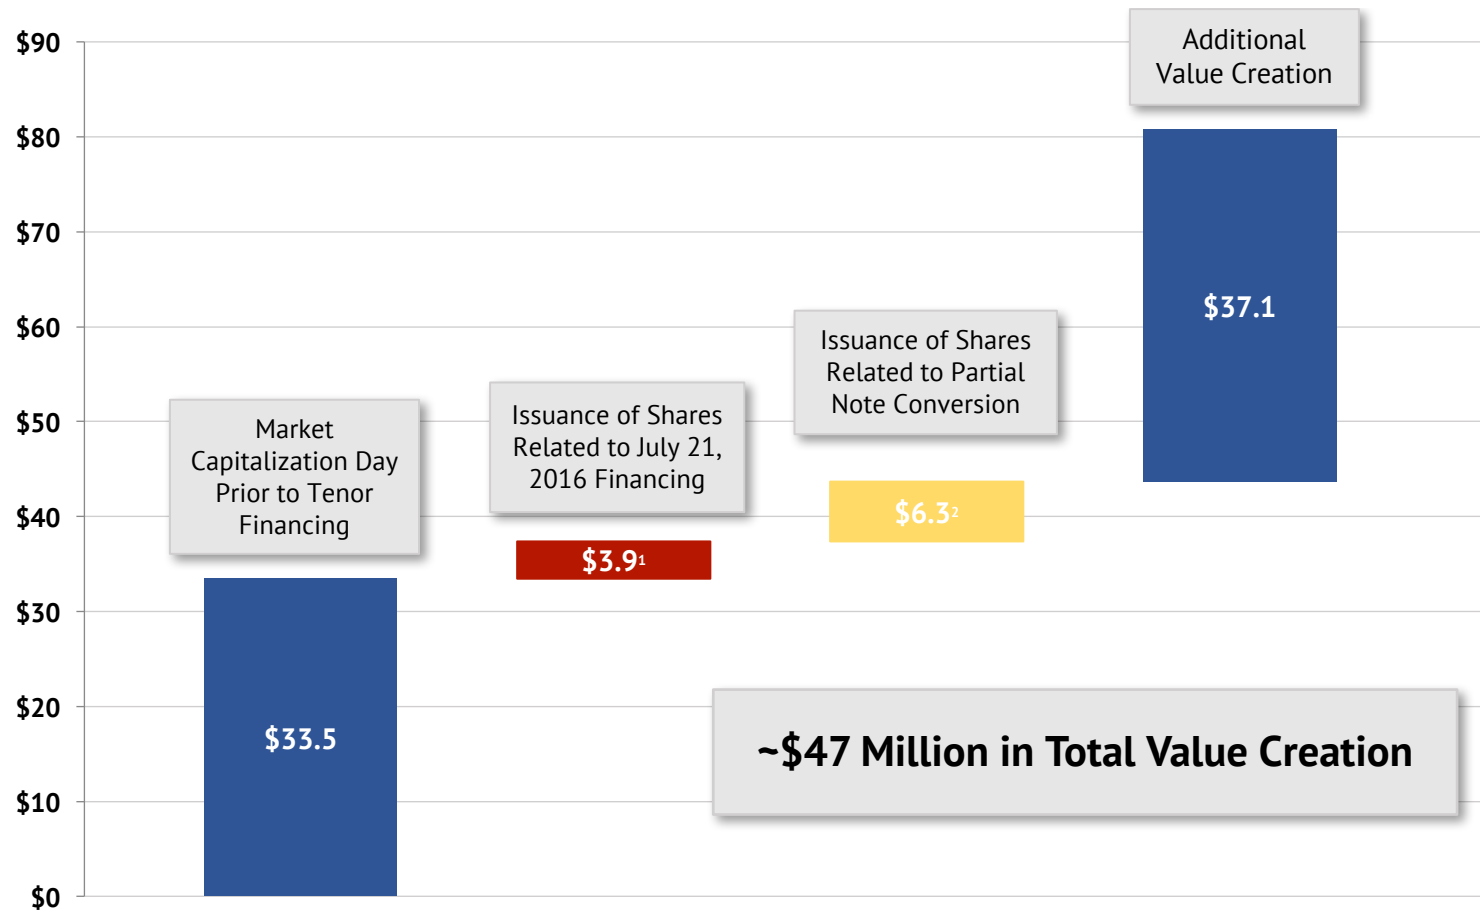 $90
$80
$70
$60
$50
$40
$30
$20
$10
$0
Market
Capitalization Day
Prior to Tenor
Financing
$33.5
Issuance of Shares
Related to July 21,
2016 Financing
$3.9¹
Issuance of Shares
Related to Partial
Note Conversion
$6.3²
Additional
Value Creation
$37.1
~$47 Million in Total Value Creation